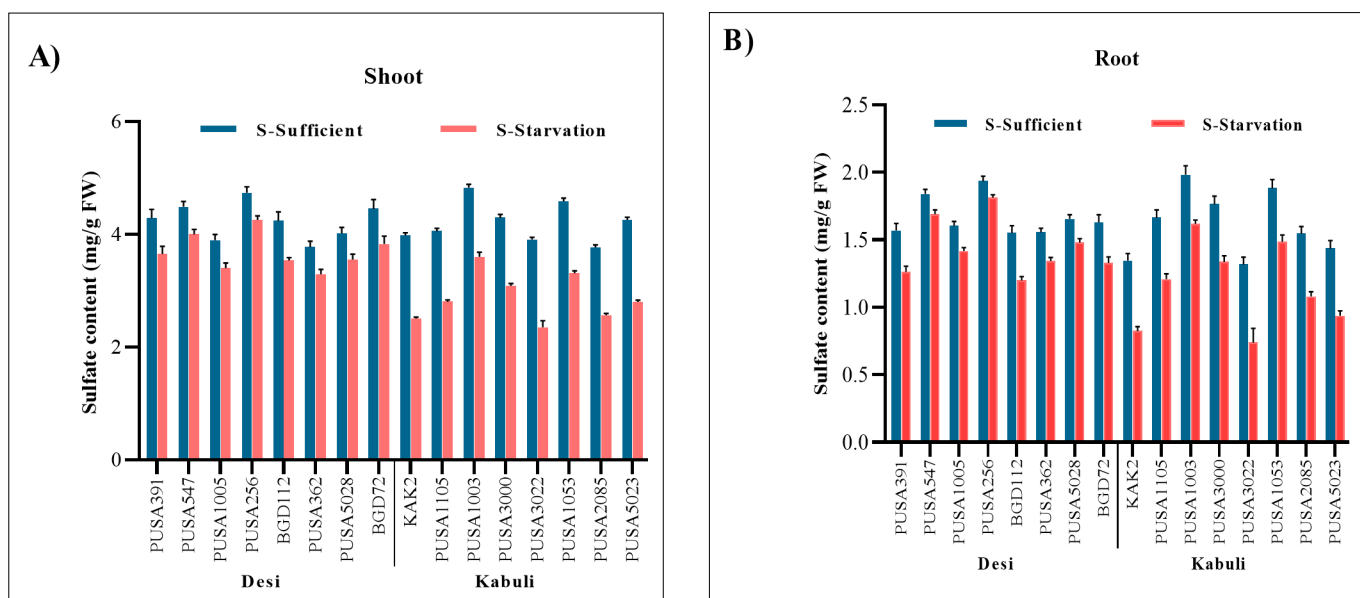 A)
Shoot
S-Sufficient
S-Starvation
Sulfate content (mg/g FW)
6
4
2
0
PUSA391
PUSA547
PUSA1005
PUSA256
BGD112
PUSA362
PUSA5028
BGD72
KAK2
PUSA1105
PUSA1003
PUSA3000
PUSA3022
PUSA1053
PUSA2085
PUSA5023
Desi
Kabuli
B)
Root
S-Sufficient
S-Starvation
Sulfate content (mg/g FW)
2.5
2.0
1.5
1.0
0.5
0.0
PUSA391
PUSA547
PUSA1005
PUSA256
BGD112
PUSA362
PUSA5028
BGD72
KAK2
PUSA1105
PUSA1003
PUSA3000
PUSA3022
PUSA1053
PUSA2085
PUSA5023
Desi
Kabuli